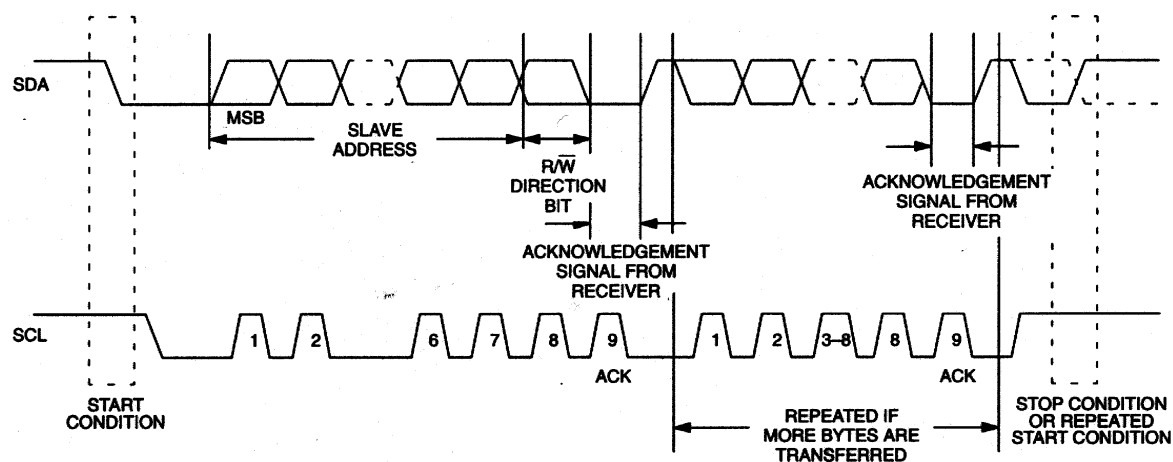 SDA
MSB
SLAVE
ADDRESS
R/W̅
DIRECTION
BIT
ACKNOWLEDGEMENT
SIGNAL FROM
RECEIVER
ACKNOWLEDGEMENT
SIGNAL FROM
RECEIVER
SCL
1 2 6 7 8 9 1 2 3–8 8 9
ACK ACK
START
CONDITION
REPEATED IF
MORE BYTES ARE
TRANSFERRED
STOP CONDITION
OR REPEATED
START CONDITION